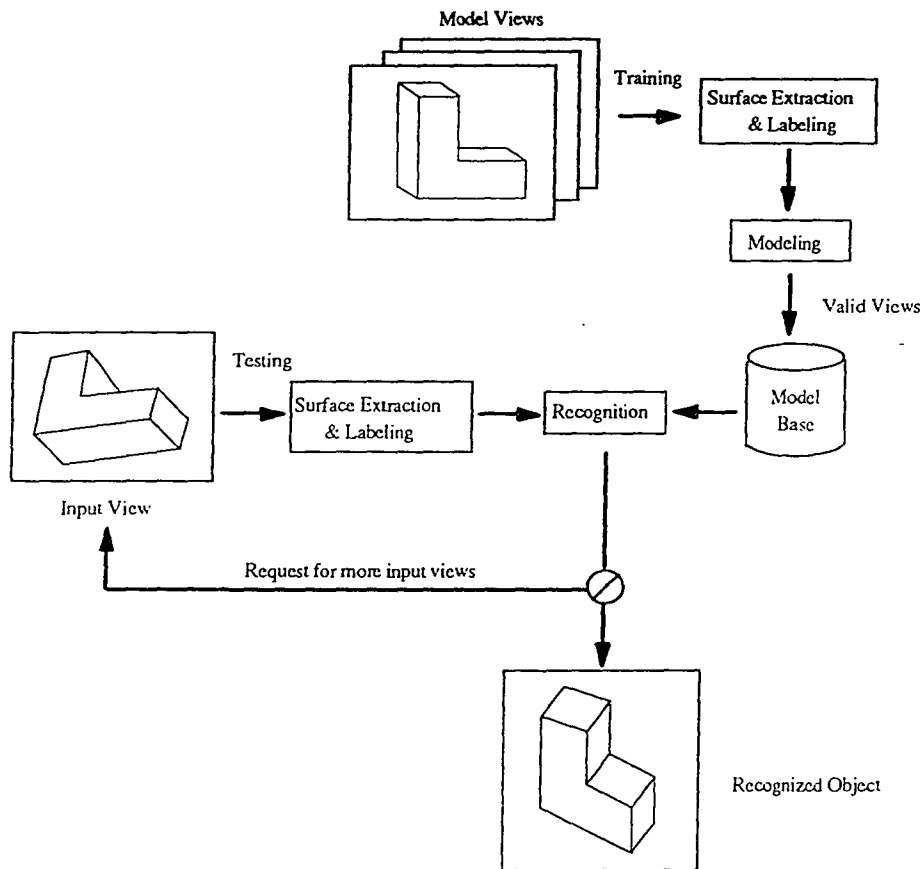 Model Views
Training
Surface Extraction
& Labeling
Modeling
Valid Views
Model
Base
Testing
Surface Extraction
& Labeling
Recognition
Input View
Request for more input views
Recognized Object